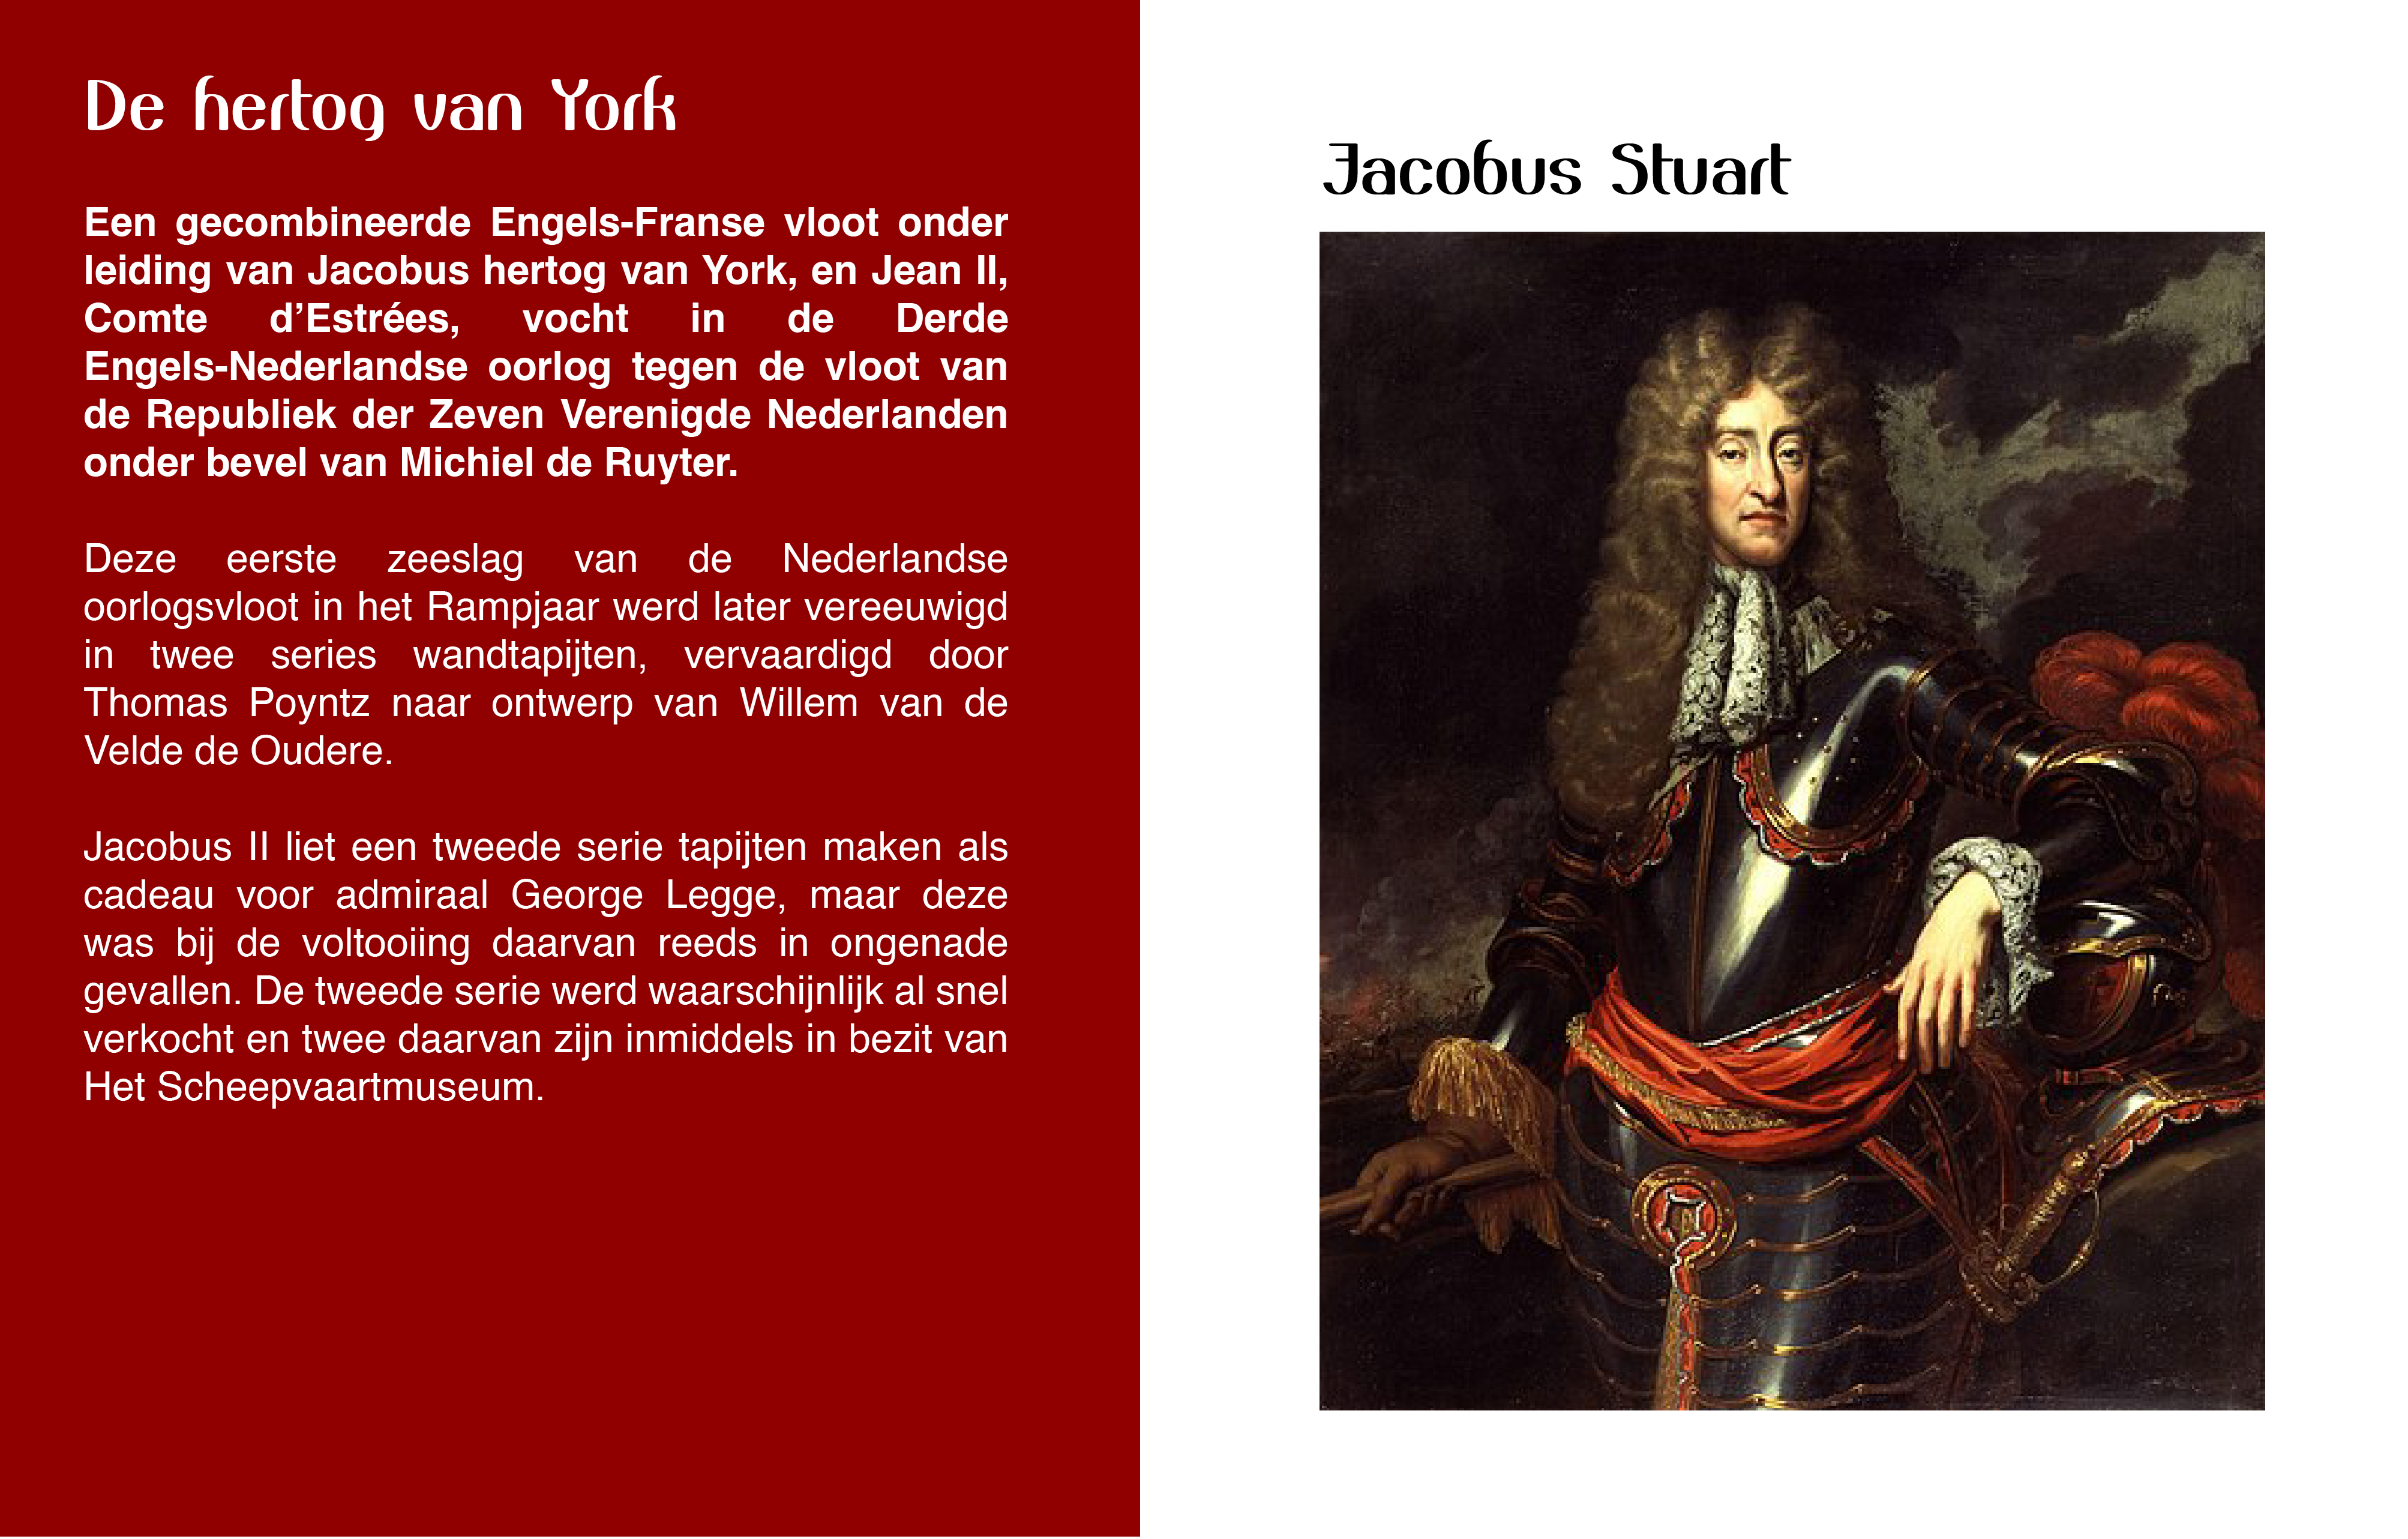 De hertog van York
Een gecombineerde Engels-Franse vloot onder
leiding van Jacobus hertog van York, en Jean II,
Comte d’Estrées, vocht in de Derde
Engels-Nederlandse oorlog tegen de vloot van
de Republiek der Zeven Verenigde Nederlanden
onder bevel van Michiel de Ruyter.
Deze eerste zeeslag van de Nederlandse
oorlogsvloot in het Rampjaar werd later vereeuwigd
in twee series wandtapijten, vervaardigd door
Thomas Poyntz naar ontwerp van Willem van de
Velde de Oudere.
Jacobus II liet een tweede serie tapijten maken als
cadeau voor admiraal George Legge, maar deze
was bij de voltooiing daarvan reeds in ongenade
gevallen. De tweede serie werd waarschijnlijk al snel
verkocht en twee daarvan zijn inmiddels in bezit van
Het Scheepvaartmuseum.
Jacobus Stuart